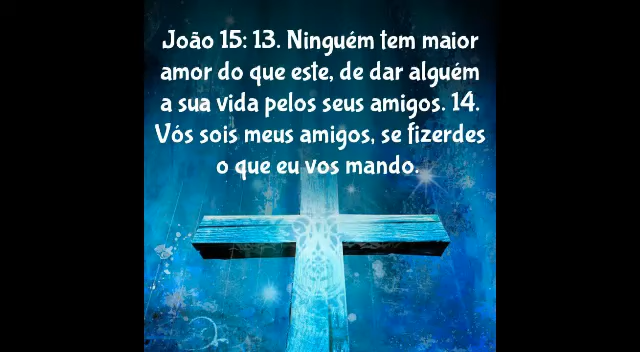 João 15: 13. Ninguém tem maior
amor do que este, de dar alguém
a sua vida pelos seus amigos. 14.
Vós sois meus amigos, se fizerdes
o que eu vos mando.